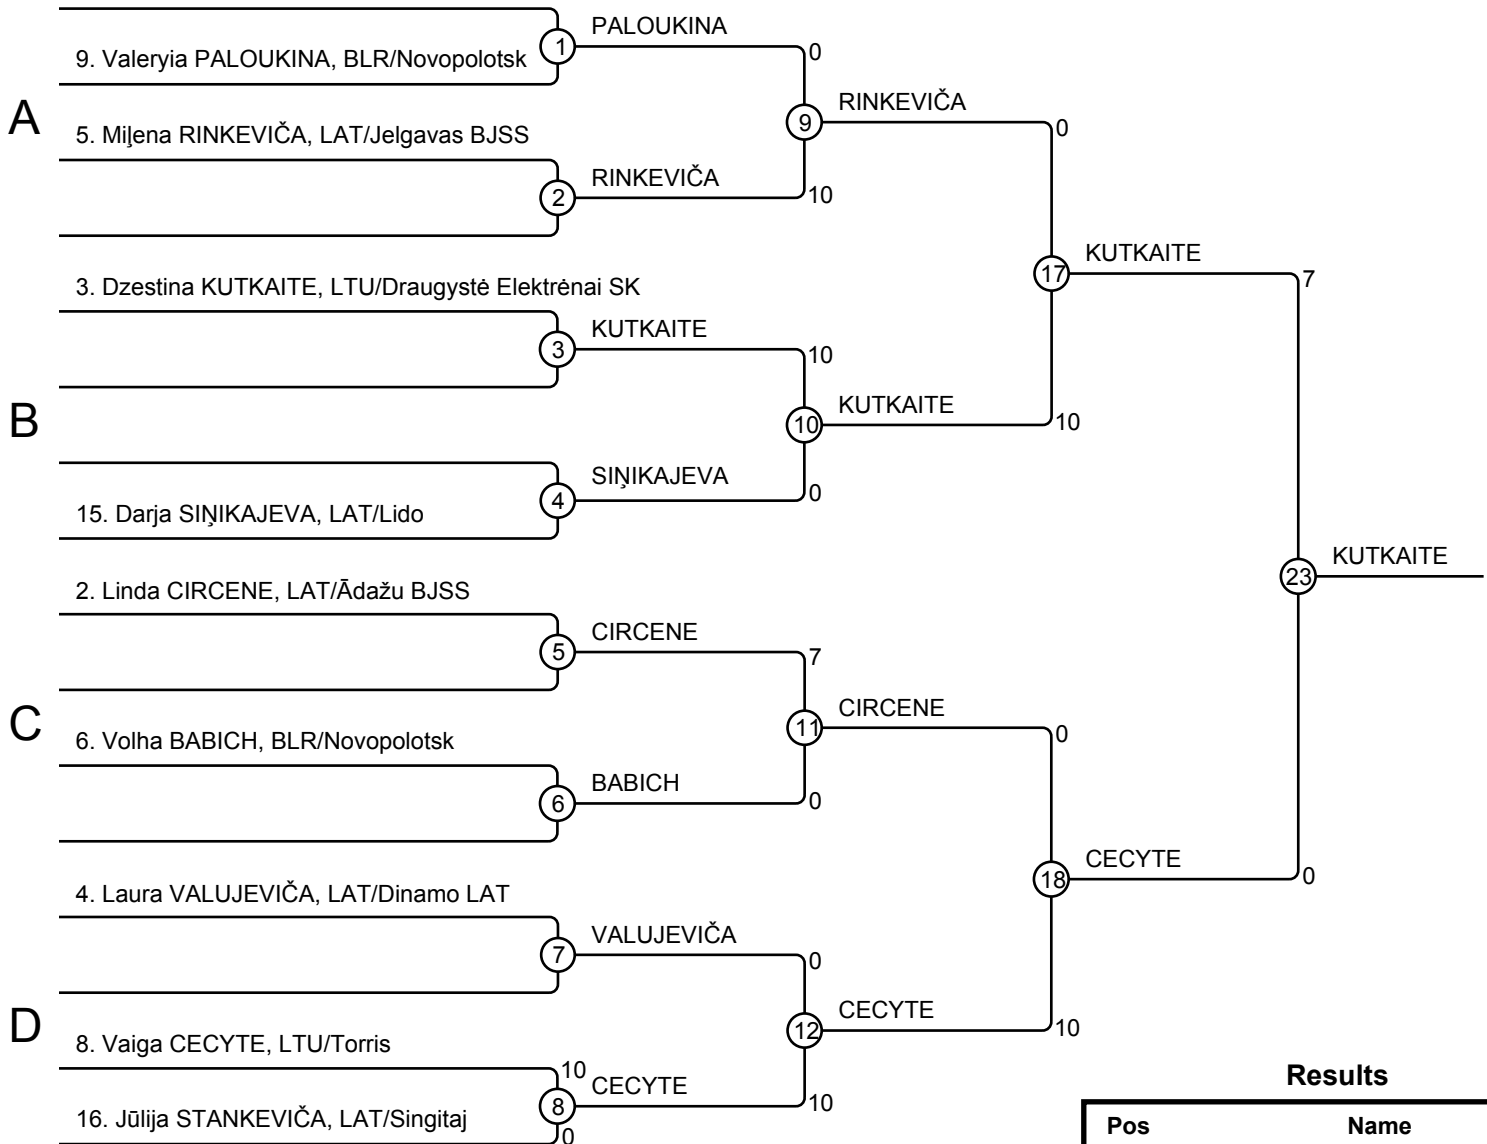 PALOUKINA
1
0
9. Valeryia PALOUKINA, BLR/Novopolotsk
A
RINKEVIČA
9
0
5. Miļena RINKEVIČA, LAT/Jelgavas BJSS
RINKEVIČA
2
10
KUTKAITE
17
7
3. Dzestina KUTKAITE, LTU/Draugystė Elektrėnai SK
KUTKAITE
3
10
B
KUTKAITE
10
10
SIŅIKAJEVA
4
0
15. Darja SIŅIKAJEVA, LAT/Lido
KUTKAITE
23
2. Linda CIRCENE, LAT/Ādažu BJSS
CIRCENE
5
7
C
CIRCENE
11
0
6. Volha BABICH, BLR/Novopolotsk
BABICH
6
0
CECYTE
18
0
4. Laura VALUJEVIČA, LAT/Dinamo LAT
VALUJEVIČA
7
0
D
CECYTE
12
10
8. Vaiga CECYTE, LTU/Torris
10
CECYTE
8
10
16. Jūlija STANKEVIČA, LAT/Singitaj
0
Results
Pos Name